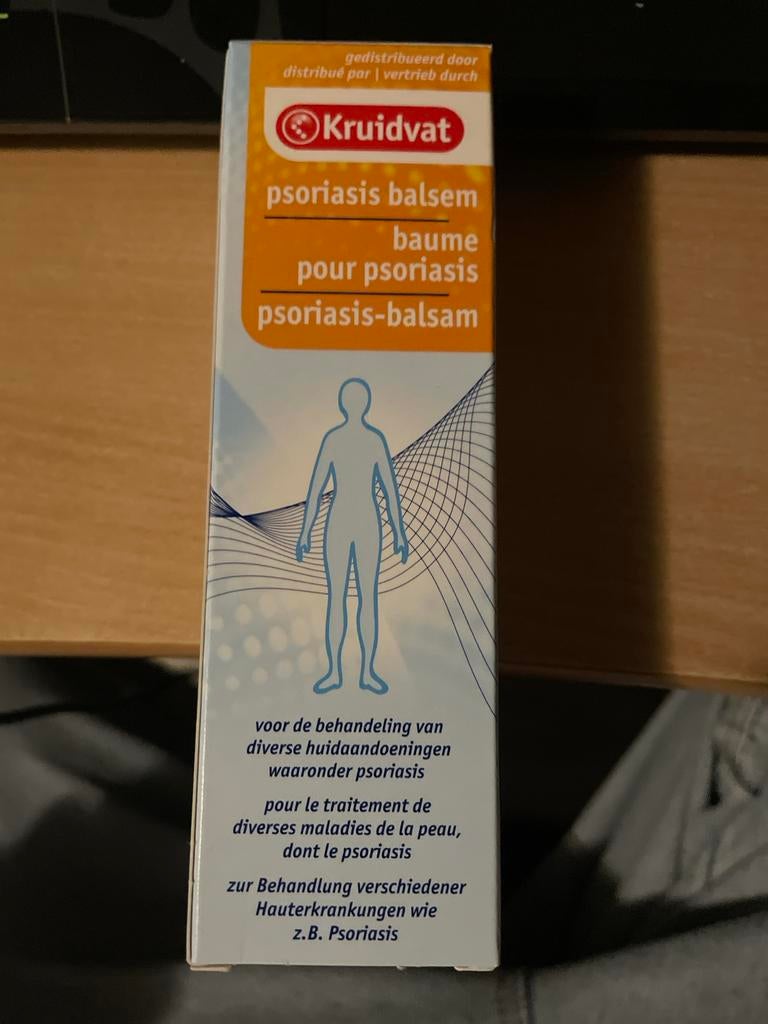 gedistribueerd door
distribué par | vertrieb durch
Kruidvat
psoriasis balsem
baume
pour psoriasis
psoriasis-balsam
voor de behandeling van
diverse huidaandoeningen
waaronder psoriasis
pour le traitement de
diverses maladies de la peau,
dont le psoriasis
zur Behandlung verschiedener
Hauterkrankungen wie
z.B. Psoriasis